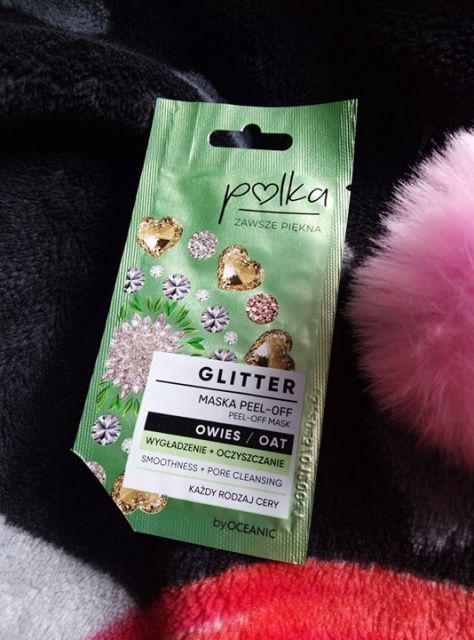 polka
ZAWSZE PIĘKNA
GLITTER
MASKA PEEL-OFF
PEEL-OFF MASK
OWIES / OAT
WYGŁADZENIE + OCZYSZCZANIE
SMOOTHNESS + PORE CLEANSING
KAŻDY RODZAJ CERY
by OCEANIC